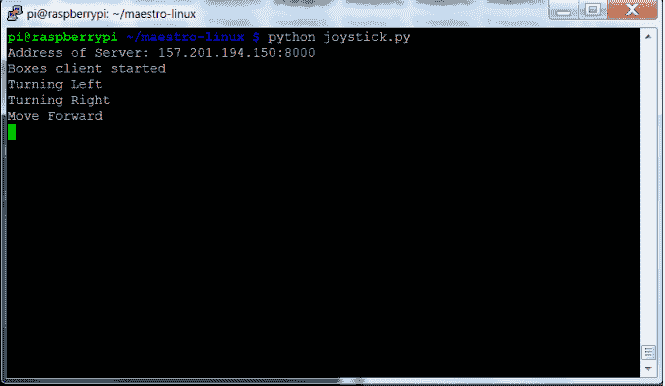 pi@raspberrypi: ~/maestro-linux
pi@raspberrypi ~/maestro-linux $ python joystick.py
Address of Server: 157.201.194.150:8000
Boxes client started
Turning Left
Turning Right
Move Forward